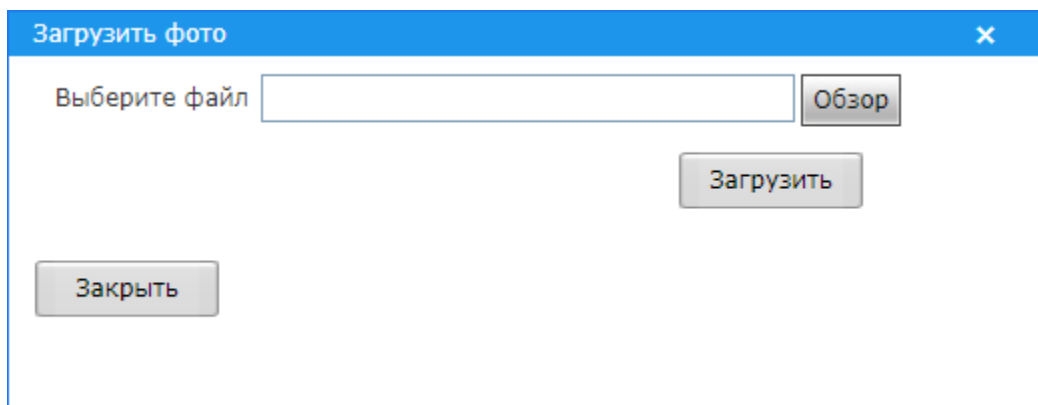 Загрузить фото ×
Выберите файл Обзор
Загрузить
Закрыть